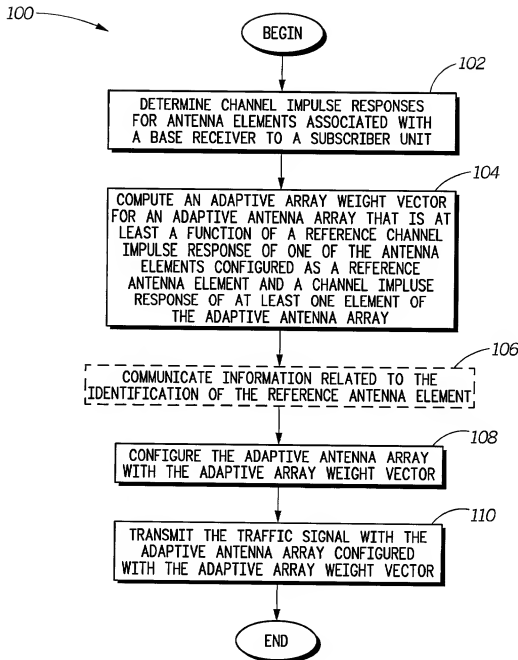 100
BEGIN
102
DETERMINE CHANNEL IMPULSE RESPONSES
FOR ANTENNA ELEMENTS ASSOCIATED WITH
A BASE RECEIVER TO A SUBSCRIBER UNIT
104
COMPUTE AN ADAPTIVE ARRAY WEIGHT VECTOR
FOR AN ADAPTIVE ANTENNA ARRAY THAT IS AT
LEAST A FUNCTION OF A REFERENCE CHANNEL
IMPULSE RESPONSE OF ONE OF THE ANTENNA
ELEMENTS CONFIGURED AS A REFERENCE
ANTENNA ELEMENT AND A CHANNEL IMPLUSE
RESPONSE OF AT LEAST ONE ELEMENT OF
THE ADAPTIVE ANTENNA ARRAY
106
COMMUNICATE INFORMATION RELATED TO THE
IDENTIFICATION OF THE REFERENCE ANTENNA ELEMENT
108
CONFIGURE THE ADAPTIVE ANTENNA ARRAY
WITH THE ADAPTIVE ARRAY WEIGHT VECTOR
110
TRANSMIT THE TRAFFIC SIGNAL WITH THE
ADAPTIVE ANTENNA ARRAY CONFIGURED
WITH THE ADAPTIVE ARRAY WEIGHT VECTOR
END